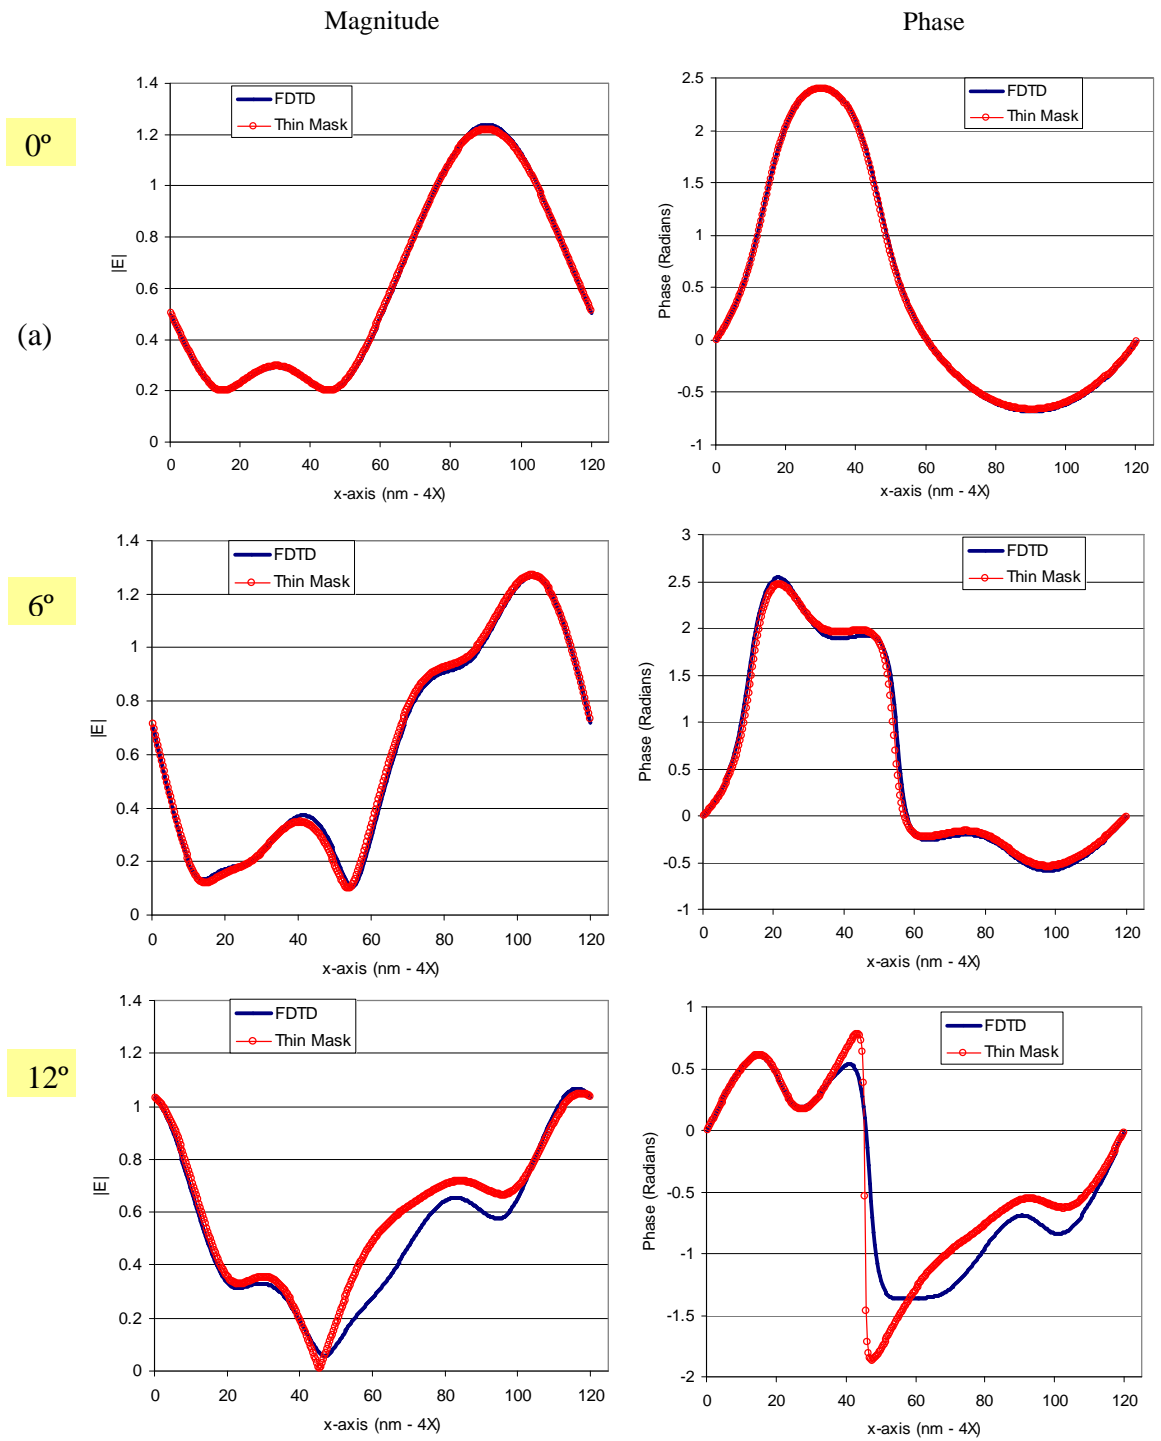 Magnitude
Phase
0º
(a)
1.4
1.2
1
0.8
0.6
0.4
0.2
0
|E|
FDTD
Thin Mask
0 20 40 60 80 100 120
x-axis (nm - 4X)
2.5
2
1.5
1
0.5
0
-0.5
-1
Phase (Radians)
FDTD
Thin Mask
0 20 40 60 80 100 120
x-axis (nm - 4X)
6º
1.4
1.2
1
0.8
0.6
0.4
0.2
0
|E|
FDTD
Thin Mask
0 20 40 60 80 100 120
x-axis (nm - 4X)
3
2.5
2
1.5
1
0.5
0
-0.5
-1
Phase (Radians)
FDTD
Thin Mask
0 20 40 60 80 100 120
x-axis (nm - 4X)
12º
1.4
1.2
1
0.8
0.6
0.4
0.2
0
|E|
FDTD
Thin Mask
0 20 40 60 80 100 120
x-axis (nm - 4X)
1
0.5
0
-0.5
-1
-1.5
-2
Phase (Radians)
FDTD
Thin Mask
0 20 40 60 80 100 120
x-axis (nm - 4X)